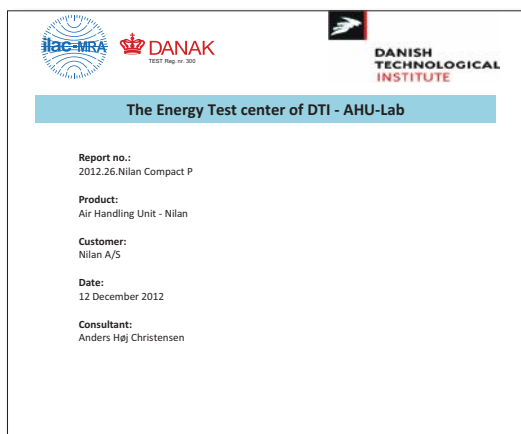 ilac-MRA
DANAK
TEST Reg. nr. 300
DANISH
TECHNOLOGICAL
INSTITUTE
The Energy Test center of DTI - AHU-Lab
Report no.:
2012.26.Nilan Compact P
Product:
Air Handling Unit - Nilan
Customer:
Nilan A/S
Date:
12 December 2012
Consultant:
Anders Høj Christensen